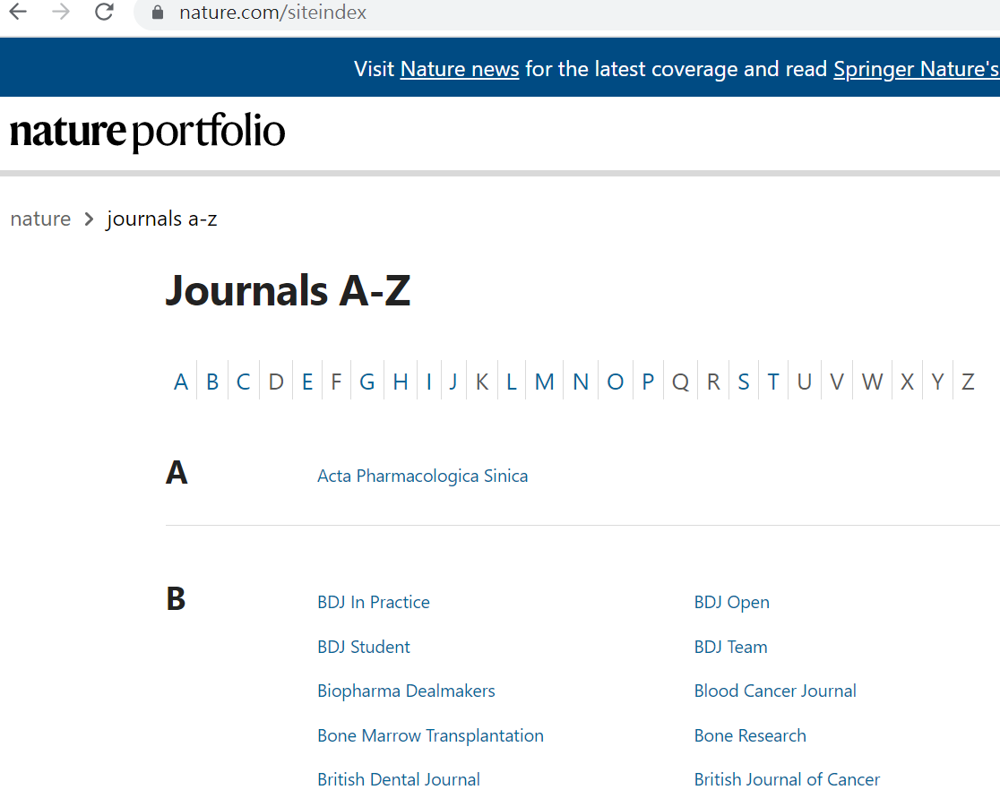 nature.com/siteindex
Visit Nature news for the latest coverage and read Springer Nature's
nature portfolio
nature > journals a-z
Journals A-Z
A B C D E F G H I J K L M N O P Q R S T U V W X Y Z
A Acta Pharmacologica Sinica
B BDJ In Practice BDJ Open
BDJ Student BDJ Team
Biopharma Dealmakers Blood Cancer Journal
Bone Marrow Transplantation Bone Research
British Dental Journal British Journal of Cancer